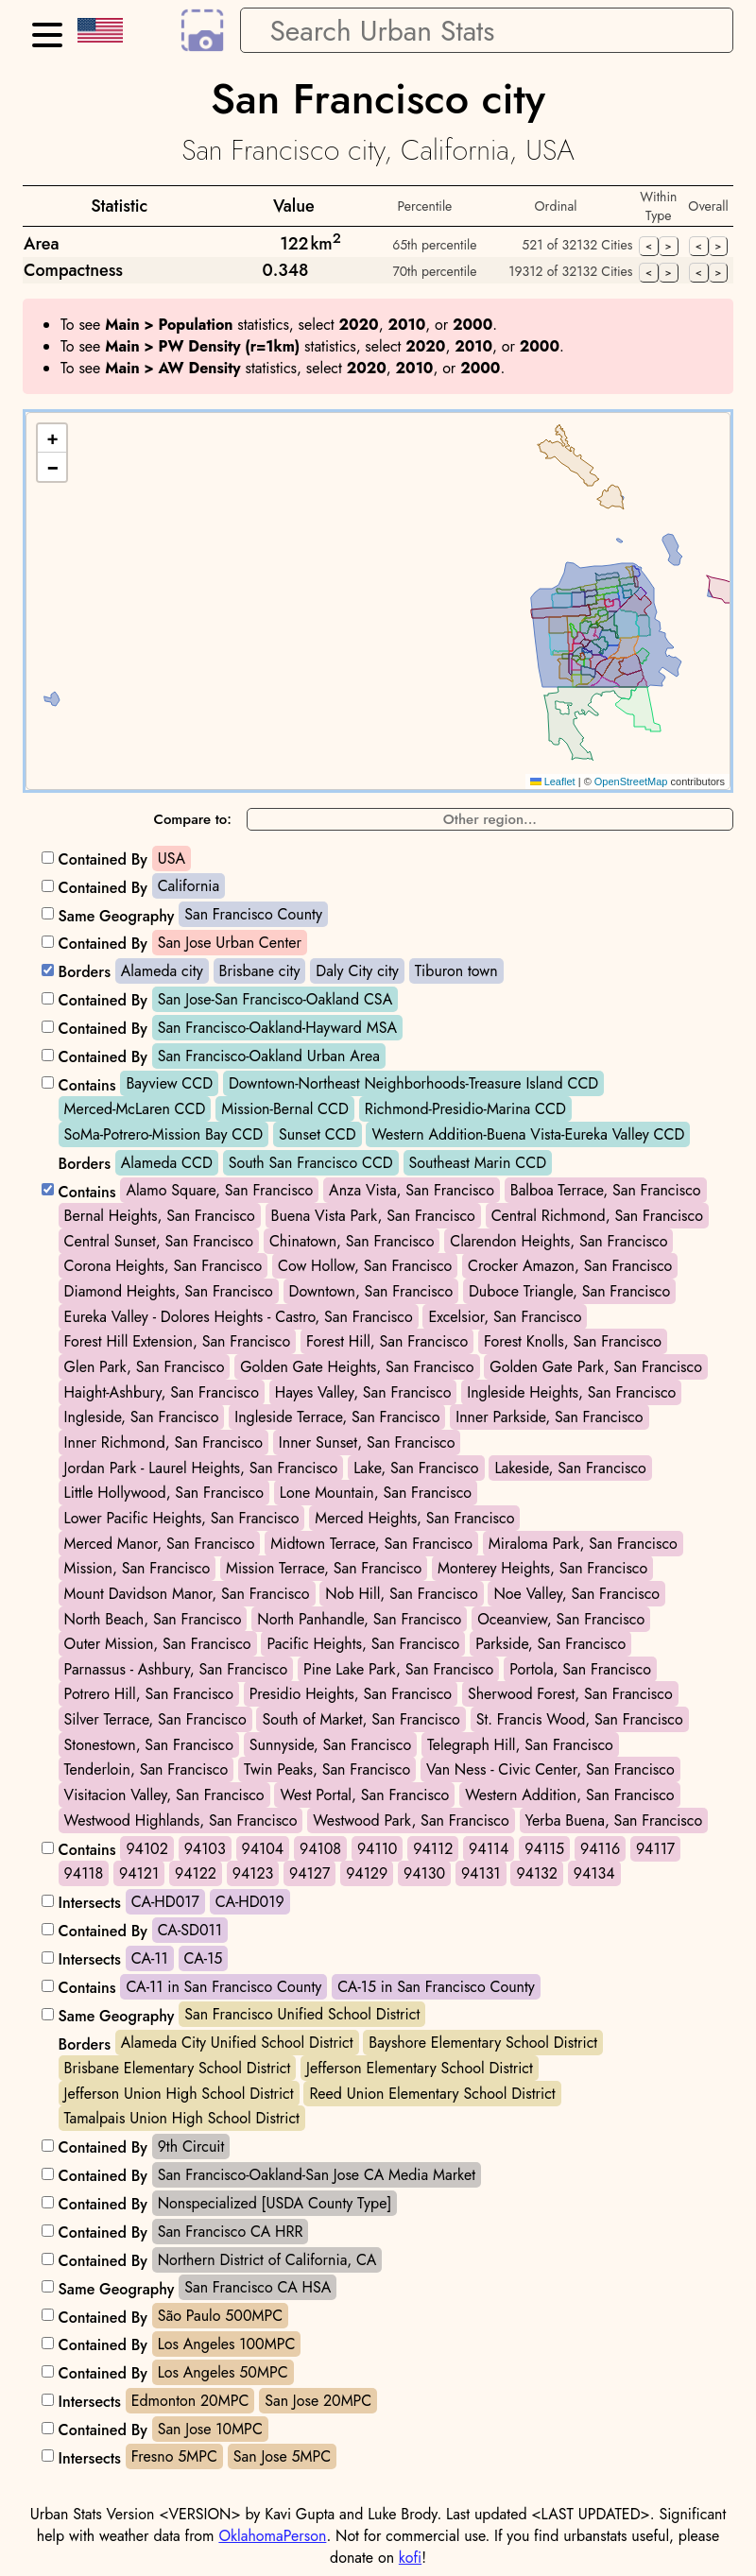 Search Urban Stats
San Francisco city
San Francisco city, California, USA
Statistic Value Percentile Ordinal Within Type Overall
Area 122 km² 65th percentile 521 of 32132 Cities < > < >
Compactness 0.348 70th percentile 19312 of 32132 Cities < > < >
To see Main > Population statistics, select 2020, 2010, or 2000.
To see Main > PW Density (r=1km) statistics, select 2020, 2010, or 2000.
To see Main > AW Density statistics, select 2020, 2010, or 2000.
+
−
Leaflet | © OpenStreetMap contributors
Compare to: Other region...
Contained By USA
Contained By California
Same Geography San Francisco County
Contained By San Jose Urban Center
Borders Alameda city Brisbane city Daly City city Tiburon town
Contained By San Jose-San Francisco-Oakland CSA
Contained By San Francisco-Oakland-Hayward MSA
Contained By San Francisco-Oakland Urban Area
Contains Bayview CCD Downtown-Northeast Neighborhoods-Treasure Island CCD
Merced-McLaren CCD Mission-Bernal CCD Richmond-Presidio-Marina CCD
SoMa-Potrero-Mission Bay CCD Sunset CCD Western Addition-Buena Vista-Eureka Valley CCD
Borders Alameda CCD South San Francisco CCD Southeast Marin CCD
Contains Alamo Square, San Francisco Anza Vista, San Francisco Balboa Terrace, San Francisco
Bernal Heights, San Francisco Buena Vista Park, San Francisco Central Richmond, San Francisco
Central Sunset, San Francisco Chinatown, San Francisco Clarendon Heights, San Francisco
Corona Heights, San Francisco Cow Hollow, San Francisco Crocker Amazon, San Francisco
Diamond Heights, San Francisco Downtown, San Francisco Duboce Triangle, San Francisco
Eureka Valley - Dolores Heights - Castro, San Francisco Excelsior, San Francisco
Forest Hill Extension, San Francisco Forest Hill, San Francisco Forest Knolls, San Francisco
Glen Park, San Francisco Golden Gate Heights, San Francisco Golden Gate Park, San Francisco
Haight-Ashbury, San Francisco Hayes Valley, San Francisco Ingleside Heights, San Francisco
Ingleside, San Francisco Ingleside Terrace, San Francisco Inner Parkside, San Francisco
Inner Richmond, San Francisco Inner Sunset, San Francisco
Jordan Park - Laurel Heights, San Francisco Lake, San Francisco Lakeside, San Francisco
Little Hollywood, San Francisco Lone Mountain, San Francisco
Lower Pacific Heights, San Francisco Merced Heights, San Francisco
Merced Manor, San Francisco Midtown Terrace, San Francisco Miraloma Park, San Francisco
Mission, San Francisco Mission Terrace, San Francisco Monterey Heights, San Francisco
Mount Davidson Manor, San Francisco Nob Hill, San Francisco Noe Valley, San Francisco
North Beach, San Francisco North Panhandle, San Francisco Oceanview, San Francisco
Outer Mission, San Francisco Pacific Heights, San Francisco Parkside, San Francisco
Parnassus - Ashbury, San Francisco Pine Lake Park, San Francisco Portola, San Francisco
Potrero Hill, San Francisco Presidio Heights, San Francisco Sherwood Forest, San Francisco
Silver Terrace, San Francisco South of Market, San Francisco St. Francis Wood, San Francisco
Stonestown, San Francisco Sunnyside, San Francisco Telegraph Hill, San Francisco
Tenderloin, San Francisco Twin Peaks, San Francisco Van Ness - Civic Center, San Francisco
Visitacion Valley, San Francisco West Portal, San Francisco Western Addition, San Francisco
Westwood Highlands, San Francisco Westwood Park, San Francisco Yerba Buena, San Francisco
Contains 94102 94103 94104 94108 94110 94112 94114 94115 94116 94117
94118 94121 94122 94123 94127 94129 94130 94131 94132 94134
Intersects CA-HD017 CA-HD019
Contained By CA-SD011
Intersects CA-11 CA-15
Contains CA-11 in San Francisco County CA-15 in San Francisco County
Same Geography San Francisco Unified School District
Borders Alameda City Unified School District Bayshore Elementary School District
Brisbane Elementary School District Jefferson Elementary School District
Jefferson Union High School District Reed Union Elementary School District
Tamalpais Union High School District
Contained By 9th Circuit
Contained By San Francisco-Oakland-San Jose CA Media Market
Contained By Nonspecialized [USDA County Type]
Contained By San Francisco CA HRR
Contained By Northern District of California, CA
Same Geography San Francisco CA HSA
Contained By São Paulo 500MPC
Contained By Los Angeles 100MPC
Contained By Los Angeles 50MPC
Intersects Edmonton 20MPC San Jose 20MPC
Contained By San Jose 10MPC
Intersects Fresno 5MPC San Jose 5MPC
Urban Stats Version <VERSION> by Kavi Gupta and Luke Brody. Last updated <LAST UPDATED>. Significant
help with weather data from OklahomaPerson. Not for commercial use. If you find urbanstats useful, please
donate on kofi!